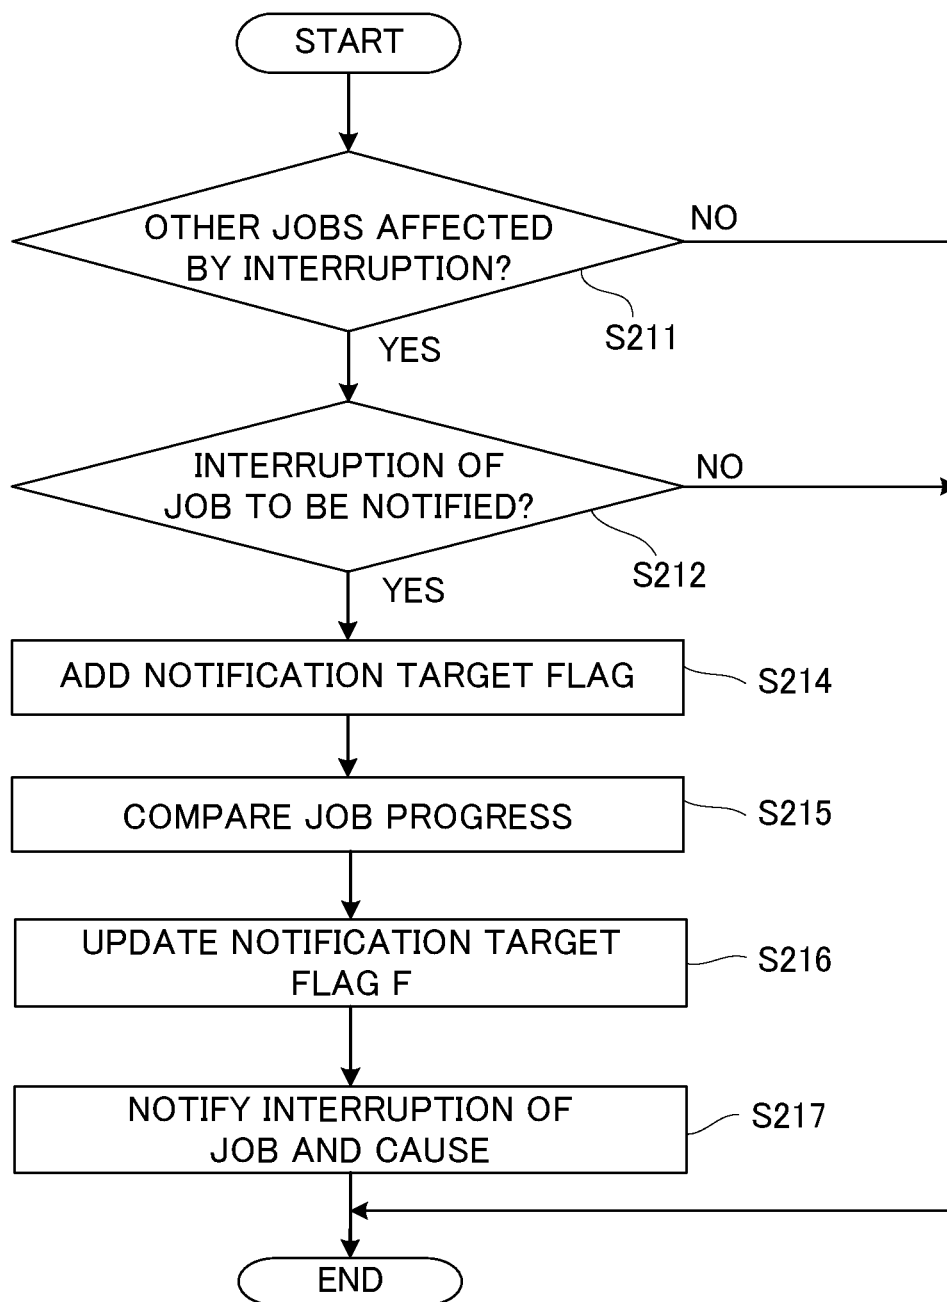 START
OTHER JOBS AFFECTED
BY INTERRUPTION?
NO
S211
YES
INTERRUPTION OF
JOB TO BE NOTIFIED?
NO
S212
YES
ADD NOTIFICATION TARGET FLAG
S214
COMPARE JOB PROGRESS
S215
UPDATE NOTIFICATION TARGET
FLAG F
S216
NOTIFY INTERRUPTION OF
JOB AND CAUSE
S217
END